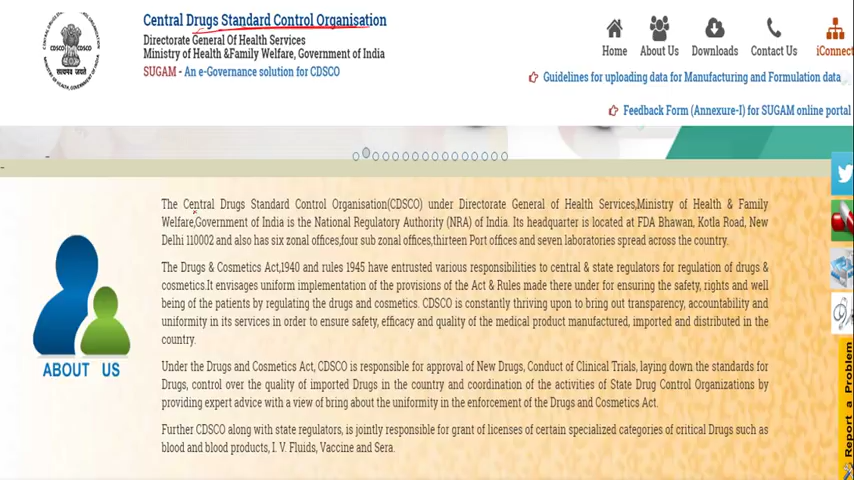 Central Drugs Standard Control Organisation
Directorate General Of Health Services
Ministry of Health &Family Welfare, Government of India
SUGAM - An e-Governance solution for CDSCO
CDSCO CDSCO
सत्यमेव जयते
Home
About Us
Downloads
Contact Us
iConnect
Guidelines for uploading data for Manufacturing and Formulation data
Feedback Form (Annexure-I) for SUGAM online portal
The Central Drugs Standard Control Organisation(CDSCO) under Directorate General of Health Services,Ministry of Health & Family
Welfare,Government of India is the National Regulatory Authority (NRA) of India. Its headquarter is located at FDA Bhawan, Kotla Road, New
Delhi 110002 and also has six zonal offices,four sub zonal offices,thirteen Port offices and seven laboratories spread across the country.
The Drugs & Cosmetics Act,1940 and rules 1945 have entrusted various responsibilities to central & state regulators for regulation of drugs &
cosmetics.It envisages uniform implementation of the provisions of the Act & Rules made there under for ensuring the safety, rights and well
being of the patients by regulating the drugs and cosmetics. CDSCO is constantly thriving upon to bring out transparency, accountability and
uniformity in its services in order to ensure safety, efficacy and quality of the medical product manufactured, imported and distributed in the
country.
Under the Drugs and Cosmetics Act, CDSCO is responsible for approval of New Drugs, Conduct of Clinical Trials, laying down the standards for
Drugs, control over the quality of imported Drugs in the country and coordination of the activities of State Drug Control Organizations by
providing expert advice with a view of bring about the uniformity in the enforcement of the Drugs and Cosmetics Act.
Further CDSCO along with state regulators, is jointly responsible for grant of licenses of certain specialized categories of critical Drugs such as
blood and blood products, I. V. Fluids, Vaccine and Sera.
ABOUT US
Report a Problem